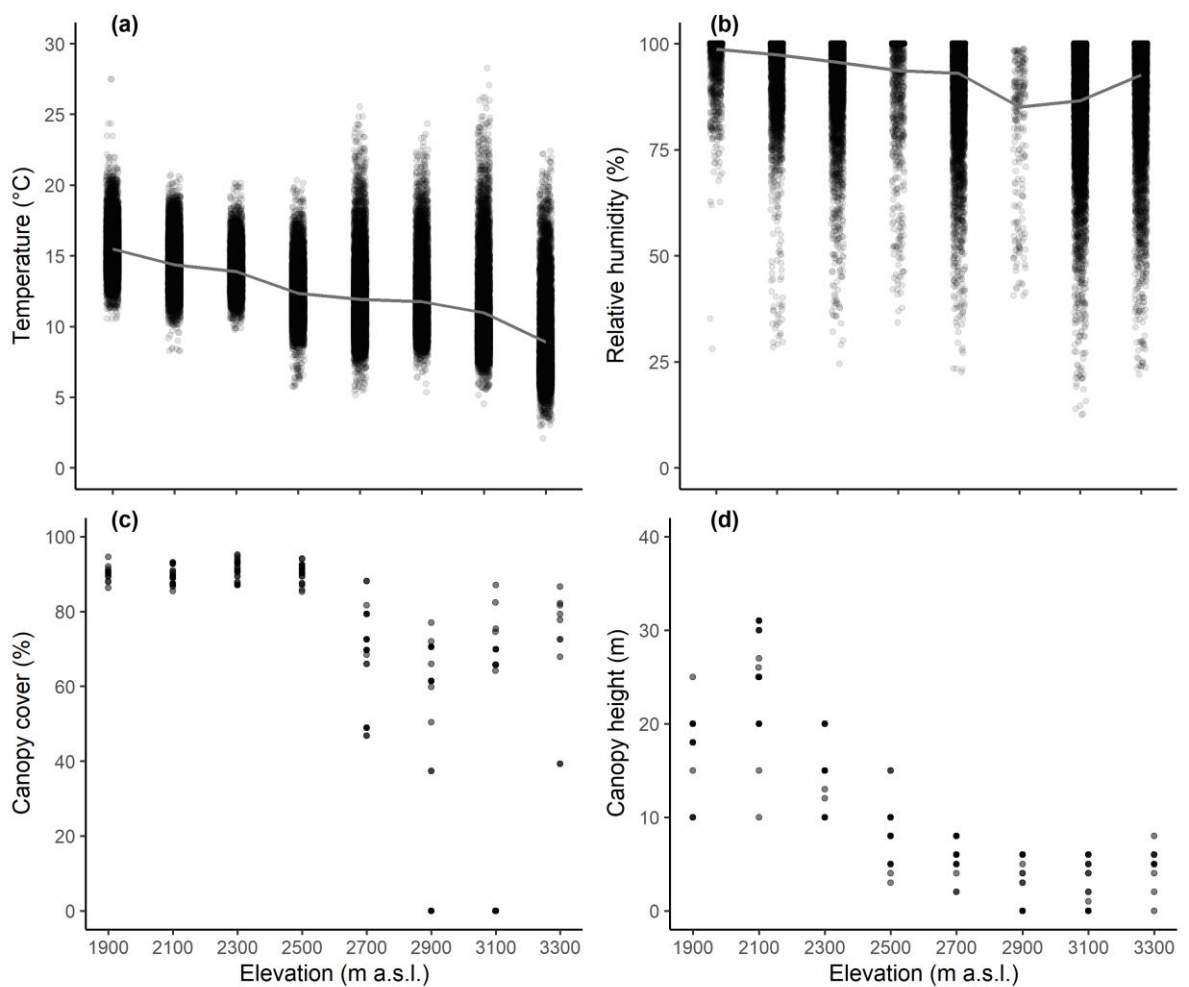 (a)
30
25
20
15
10
5
0
Temperature (°C)
(b)
100
75
50
25
0
Relative humidity (%)
(c)
100
80
60
40
20
0
Canopy cover (%)
1900 2100 2300 2500 2700 2900 3100 3300
Elevation (m a.s.l.)
(d)
40
30
20
10
0
Canopy height (m)
1900 2100 2300 2500 2700 2900 3100 3300
Elevation (m a.s.l.)